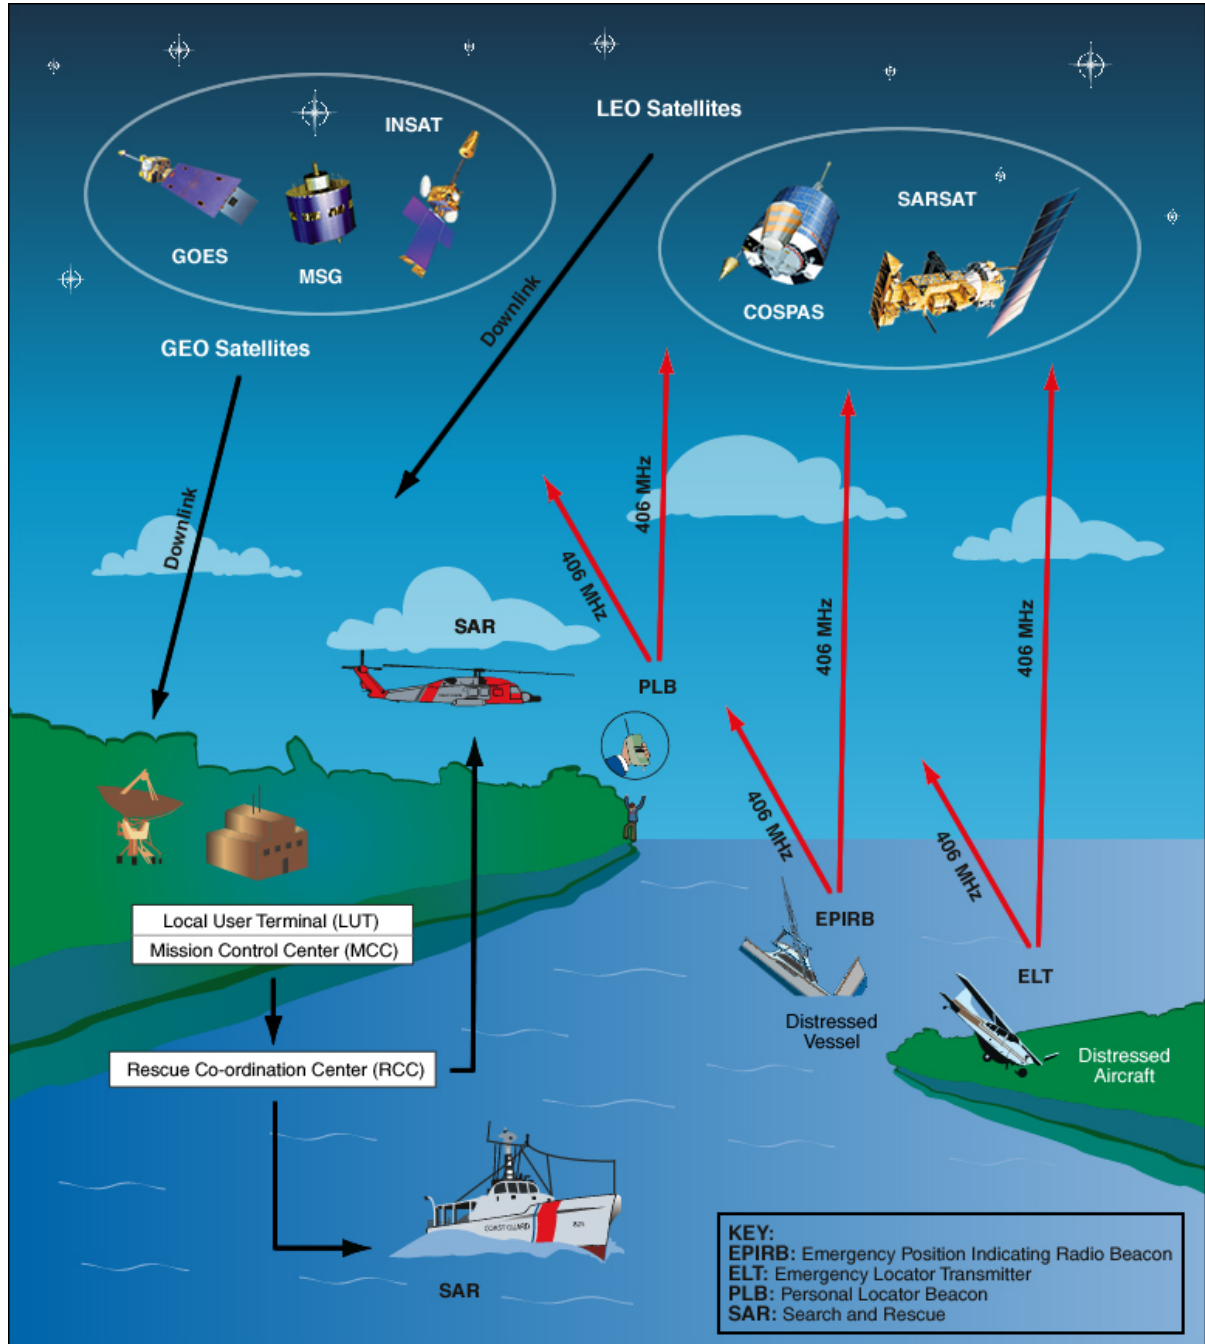 LEO Satellites
INSAT
GOES
MSG
SARSAT
COSPAS
GEO Satellites
Downlink
Downlink
406 MHz
406 MHz
406 MHz
406 MHz
406 MHz
406 MHz
SAR
PLB
EPIRB
ELT
Distressed
Vessel
Distressed
Aircraft
Local User Terminal (LUT)
Mission Control Center (MCC)
Rescue Co-ordination Center (RCC)
COAST GUARD
SAR
KEY:
EPIRB: Emergency Position Indicating Radio Beacon
ELT: Emergency Locator Transmitter
PLB: Personal Locator Beacon
SAR: Search and Rescue